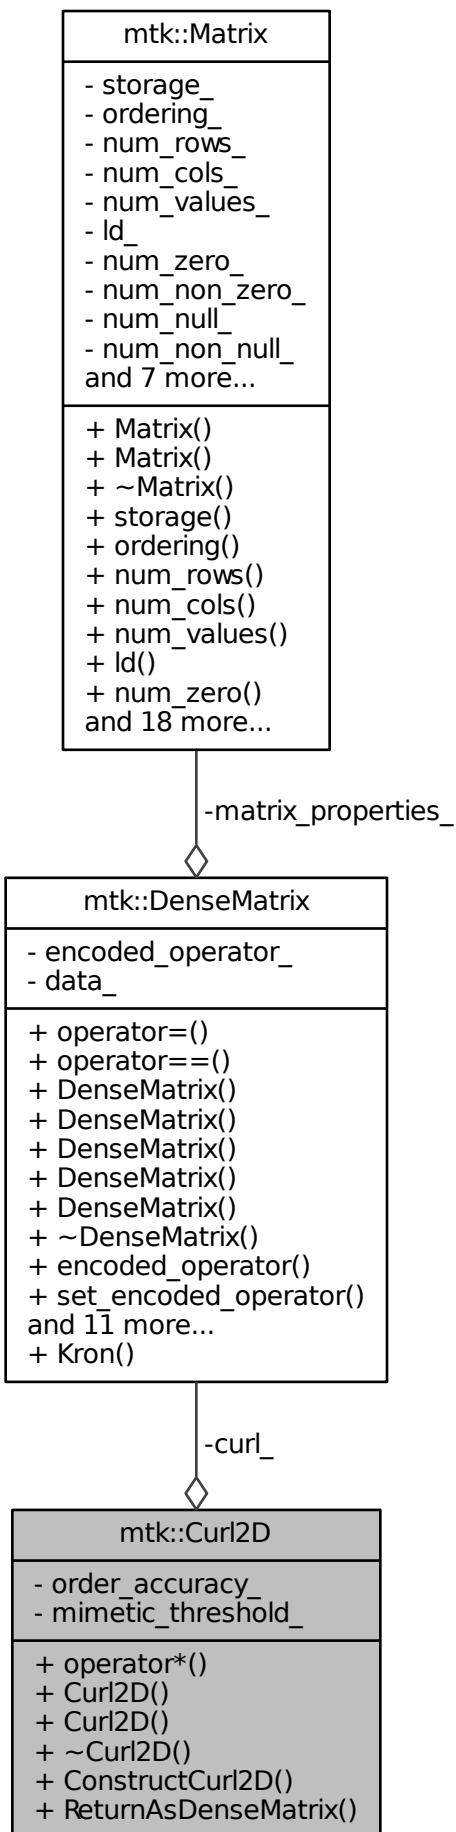 mtk::Matrix
- storage_
- ordering_
- num_rows_
- num_cols_
- num_values_
- ld_
- num_zero_
- num_non_zero_
- num_null_
- num_non_null_
and 7 more...
+ Matrix()
+ Matrix()
+ ~Matrix()
+ storage()
+ ordering()
+ num_rows()
+ num_cols()
+ num_values()
+ ld()
+ num_zero()
and 18 more...
-matrix_properties_
mtk::DenseMatrix
- encoded_operator_
- data_
+ operator=()
+ operator==()
+ DenseMatrix()
+ DenseMatrix()
+ DenseMatrix()
+ DenseMatrix()
+ DenseMatrix()
+ ~DenseMatrix()
+ encoded_operator()
+ set_encoded_operator()
and 11 more...
+ Kron()
-curl_
mtk::Curl2D
- order_accuracy_
- mimetic_threshold_
+ operator*()
+ Curl2D()
+ Curl2D()
+ ~Curl2D()
+ ConstructCurl2D()
+ ReturnAsDenseMatrix()